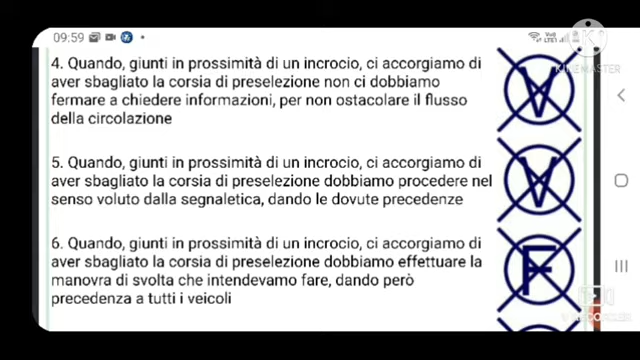 09:59
4. Quando, giunti in prossimità di un incrocio, ci accorgiamo di
aver sbagliato la corsia di preselezione non ci dobbiamo
fermare a chiedere informazioni, per non ostacolare il flusso
della circolazione
V
5. Quando, giunti in prossimità di un incrocio, ci accorgiamo di
aver sbagliato la corsia di preselezione dobbiamo procedere nel
senso voluto dalla segnaletica, dando le dovute precedenze
V
6. Quando, giunti in prossimità di un incrocio, ci accorgiamo di
aver sbagliato la corsia di preselezione dobbiamo effettuare la
manovra di svolta che intendevamo fare, dando però
precedenza a tutti i veicoli
F
KINEMASTER